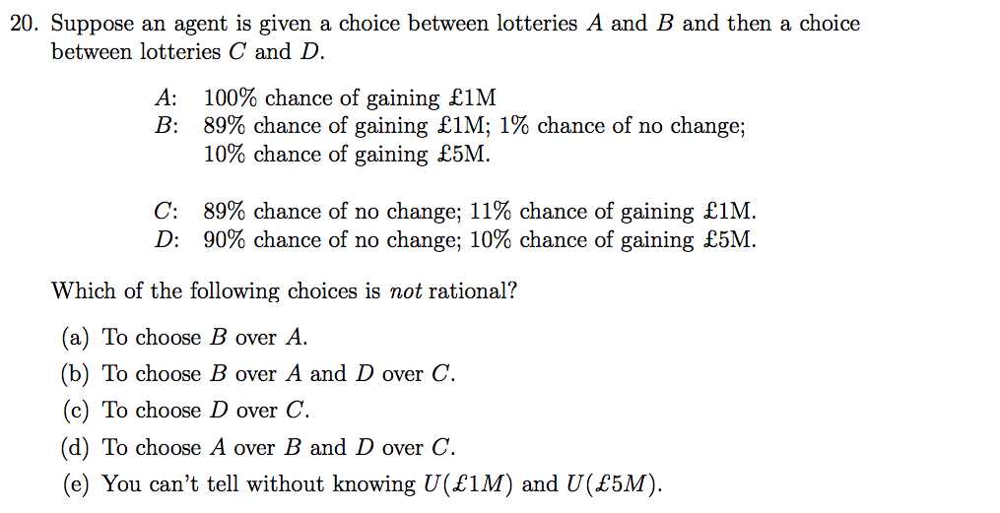 20. Suppose an agent is given a choice between lotteries A and B and then a choice
between lotteries C and D.
A: 100% chance of gaining £1M
B: 89% chance of gaining £1M; 1% chance of no change;
10% chance of gaining £5M.
C: 89% chance of no change; 11% chance of gaining £1M.
D: 90% chance of no change; 10% chance of gaining £5M.
Which of the following choices is not rational?
(a) To choose B over A.
(b) To choose B over A and D over C.
(c) To choose D over C.
(d) To choose A over B and D over C.
(e) You can't tell without knowing U(£1M) and U(£5M).